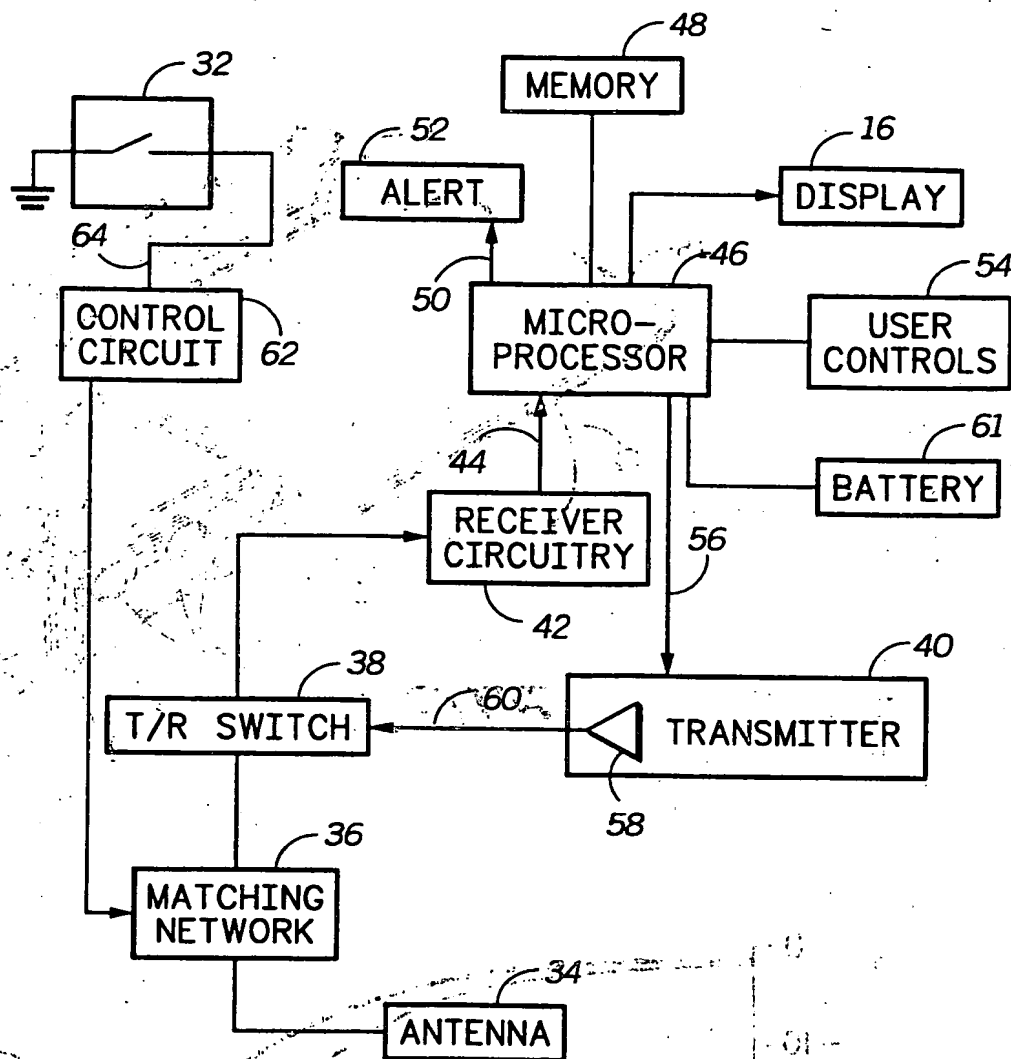 48
MEMORY
32
52
ALERT
16
DISPLAY
64
50
46
54
CONTROL
CIRCUIT
62
MICRO-
PROCESSOR
USER
CONTROLS
44
61
BATTERY
RECEIVER
CIRCUITRY
56
42
38
T/R SWITCH
60
40
TRANSMITTER
58
36
MATCHING
NETWORK
34
ANTENNA